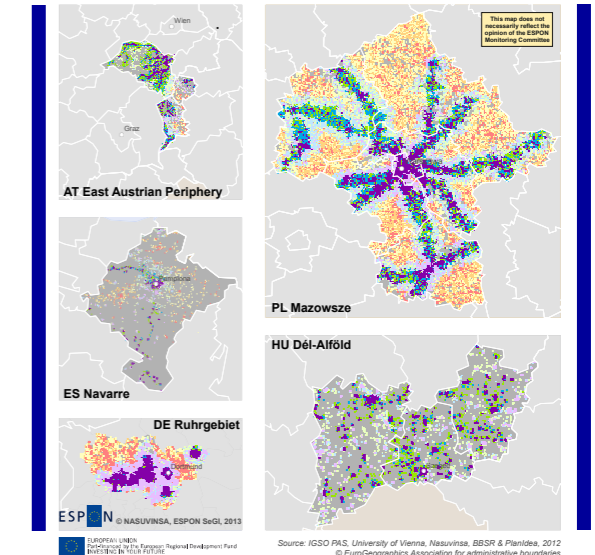 Wien
Graz
AT East Austrian Periphery
This map does not
necessarily reflect the
opinion of the ESPON
Monitoring Committee
PL Mazowsze
Pamplona
ES Navarre
HU Dél-Alföld
DE Ruhrgebiet
Dortmund
ESPON © NASUVINSA, ESPON SeGI, 2013
EUROPEAN UNION
Part-financed by the European Regional Development Fund
INVESTING IN YOUR FUTURE
Source: IGSO PAS, University of Vienna, Nasuvinsa, BBSR & PlanIdea, 2012
© EuroGeographics Association for administrative boundaries